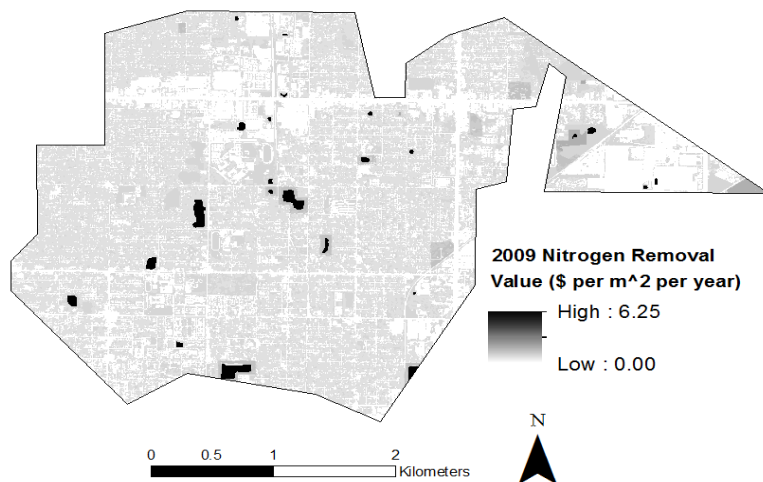 2009 Nitrogen Removal
Value ($ per m^2 per year)
High : 6.25
Low : 0.00
N
0 0.5 1 2
Kilometers